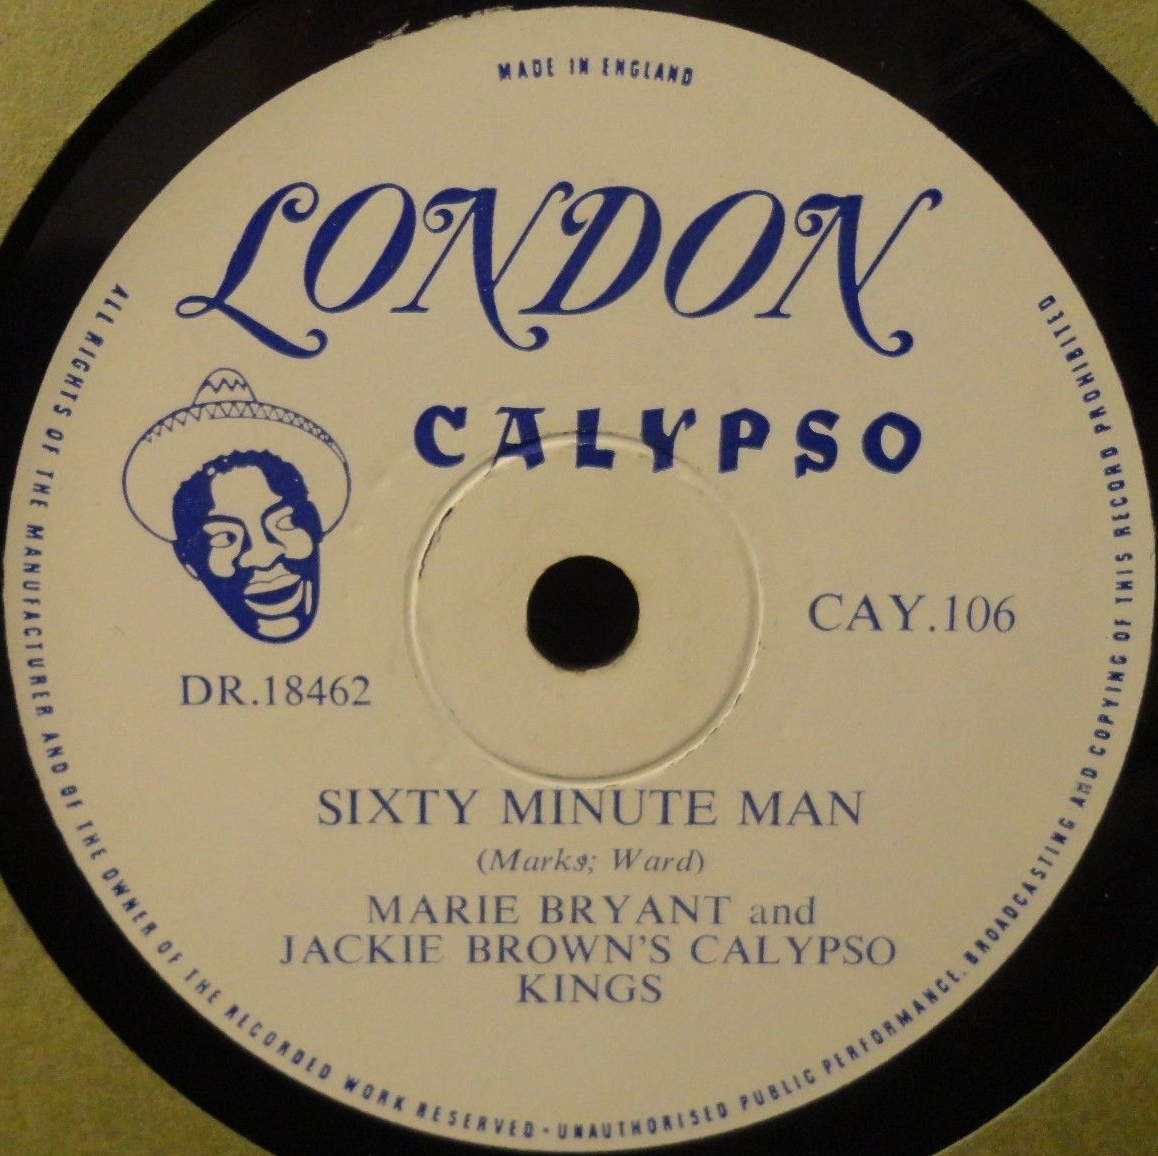 MADE IN ENGLAND
LONDON
CALYPSO
CAY.106
DR.18462
SIXTY MINUTE MAN
(Marks; Ward)
MARIE BRYANT and
JACKIE BROWN'S CALYPSO
KINGS
ALL RIGHTS OF THE MANUFACTURER AND OF THE OWNER OF THE RECORDED WORK RESERVED · UNAUTHORISED PUBLIC PERFORMANCE. BROADCASTING AND COPYING OF THIS RECORD PROHIBITED